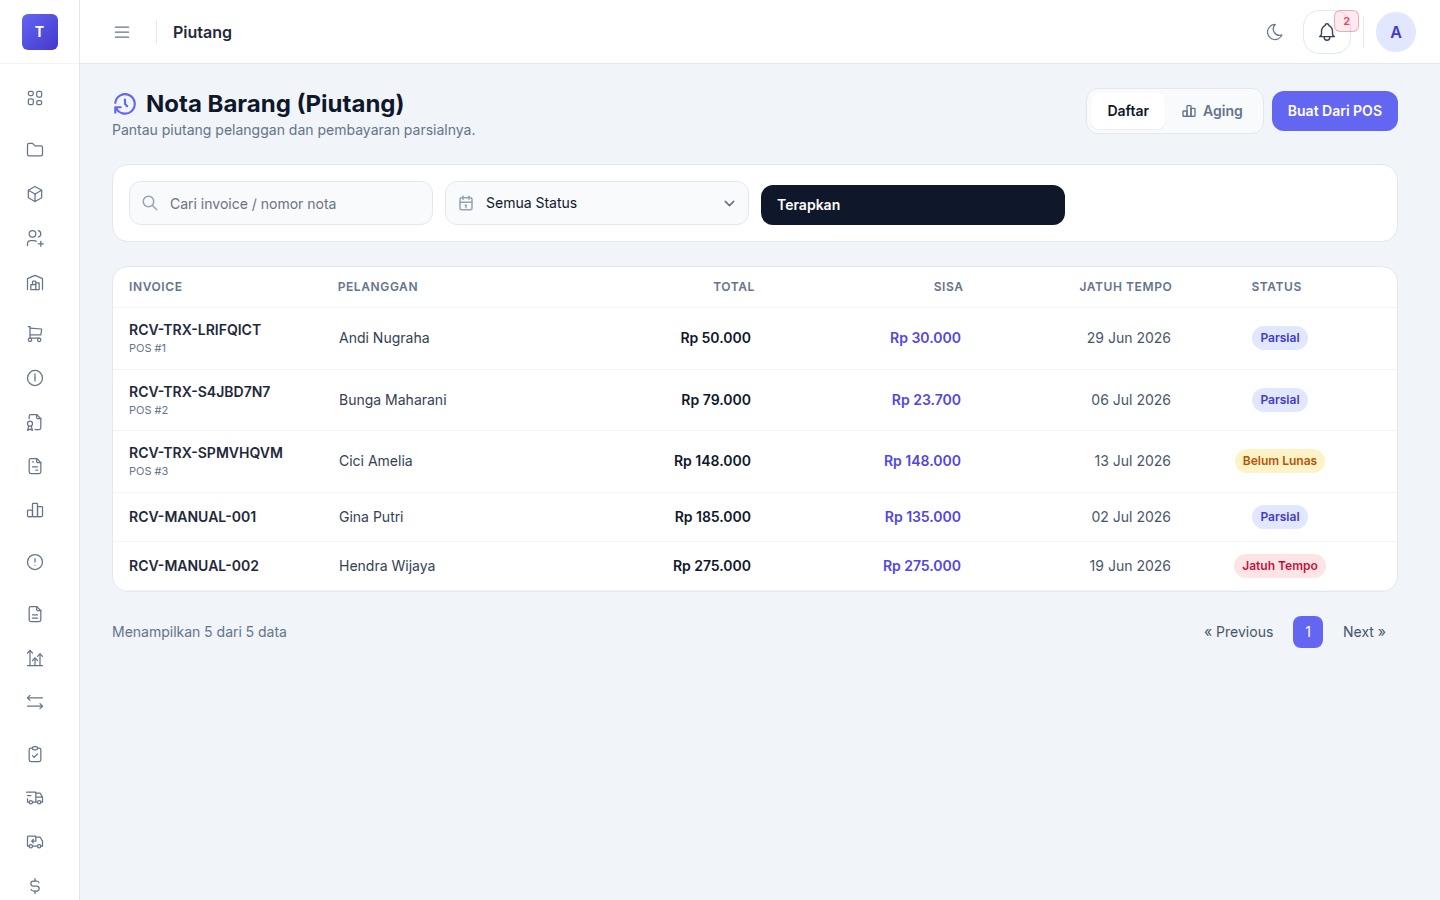 T
Piutang
2
A
Nota Barang (Piutang)
Pantau piutang pelanggan dan pembayaran parsialnya.
Daftar
Aging
Buat Dari POS
Cari invoice / nomor nota
Semua Status
Terapkan
INVOICE PELANGGAN TOTAL SISA JATUH TEMPO STATUS
RCV-TRX-LRIFQICT
POS #1
Andi Nugraha Rp 50.000 Rp 30.000 29 Jun 2026 Parsial
RCV-TRX-S4JBD7N7
POS #2
Bunga Maharani Rp 79.000 Rp 23.700 06 Jul 2026 Parsial
RCV-TRX-SPMVHQVM
POS #3
Cici Amelia Rp 148.000 Rp 148.000 13 Jul 2026 Belum Lunas
RCV-MANUAL-001 Gina Putri Rp 185.000 Rp 135.000 02 Jul 2026 Parsial
RCV-MANUAL-002 Hendra Wijaya Rp 275.000 Rp 275.000 19 Jun 2026 Jatuh Tempo
Menampilkan 5 dari 5 data
« Previous 1 Next »